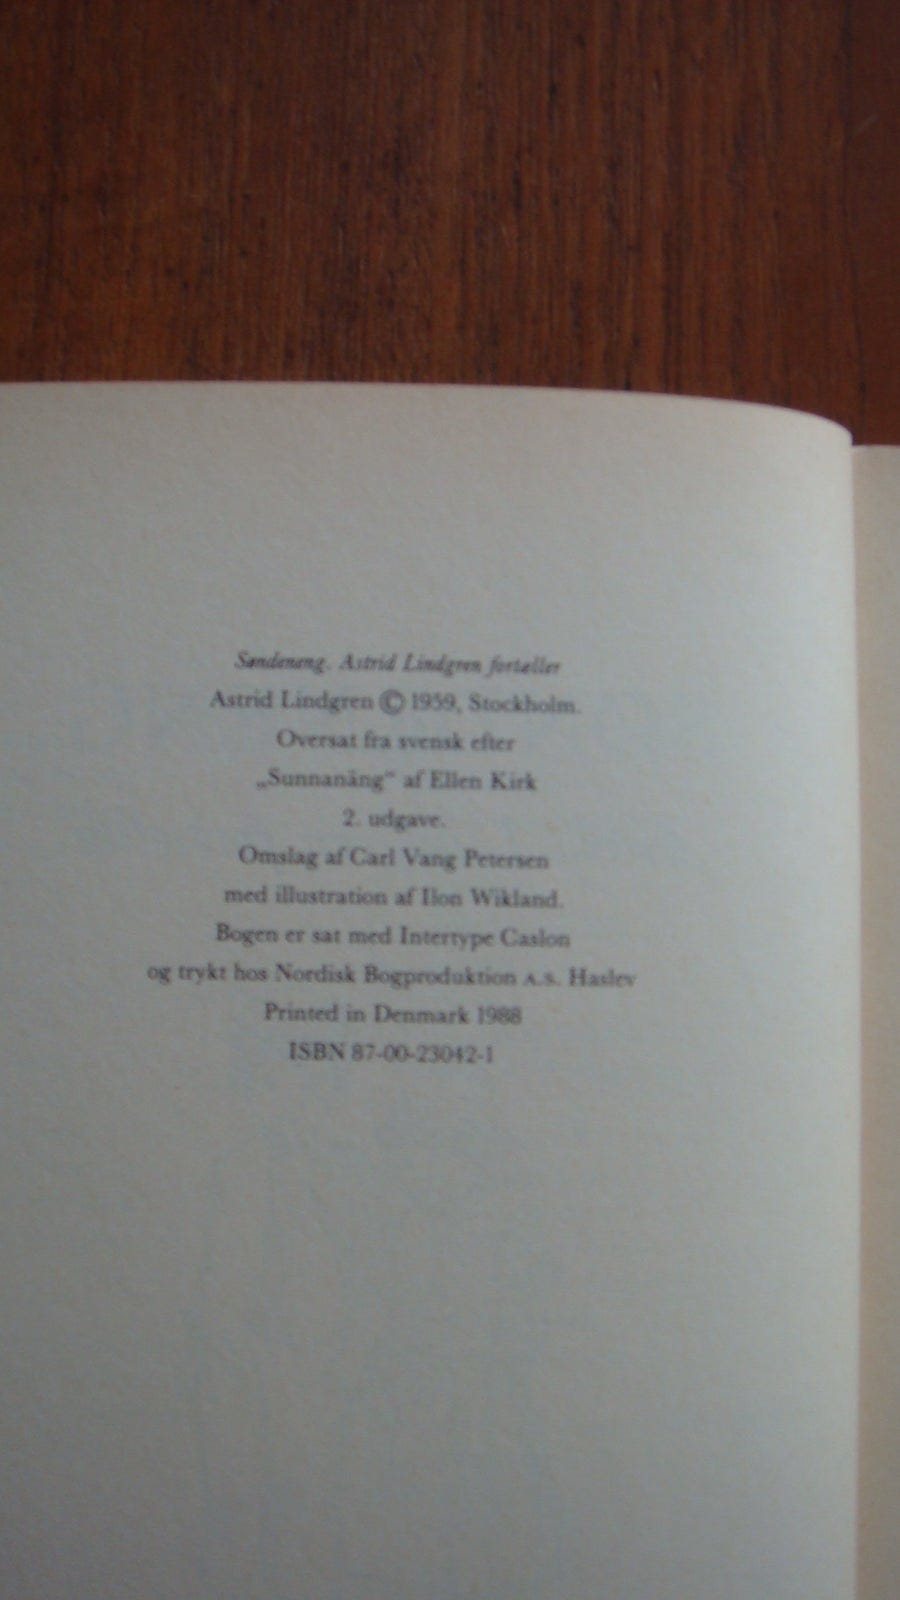 Søndeneng. Astrid Lindgren fortæller
Astrid Lindgren © 1959, Stockholm.
Oversat fra svensk efter
„Sunnanäng“ af Ellen Kirk
2. udgave.
Omslag af Carl Vang Petersen
med illustration af Ilon Wikland.
Bogen er sat med Intertype Caslon
og trykt hos Nordisk Bogproduktion A.S. Haslev
Printed in Denmark 1988
ISBN 87-00-23042-1